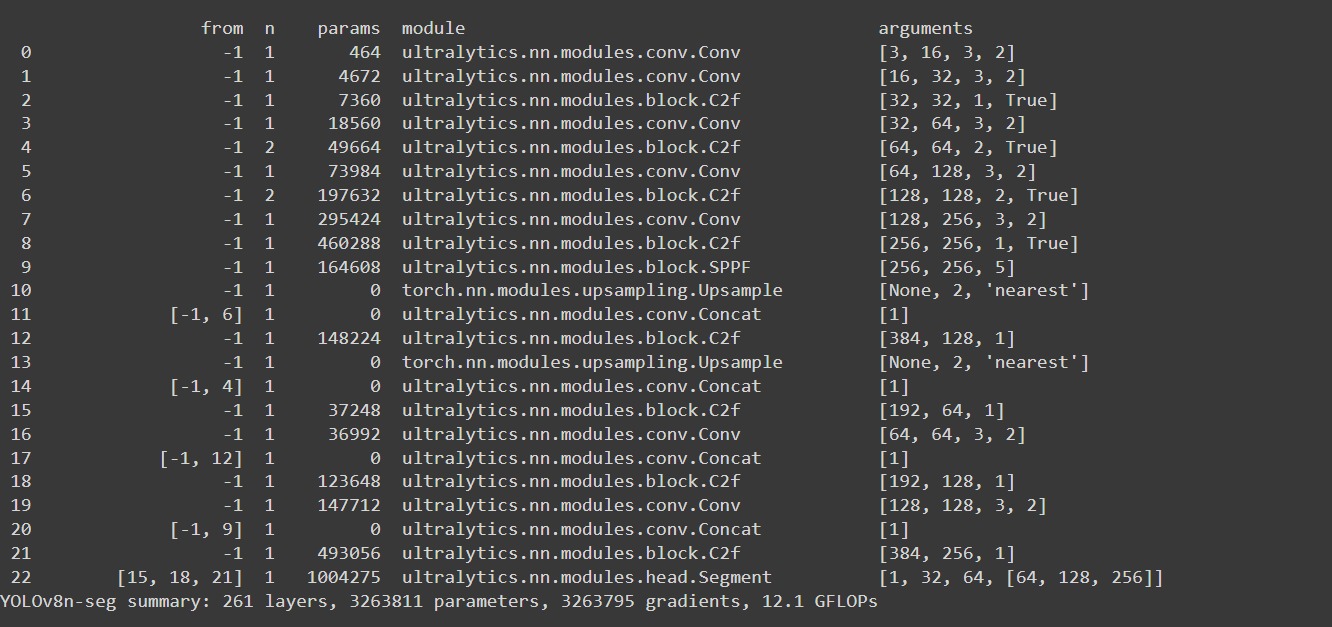 from n params module arguments
0 -1 1 464 ultralytics.nn.modules.conv.Conv [3, 16, 3, 2]
1 -1 1 4672 ultralytics.nn.modules.conv.Conv [16, 32, 3, 2]
2 -1 1 7360 ultralytics.nn.modules.block.C2f [32, 32, 1, True]
3 -1 1 18560 ultralytics.nn.modules.conv.Conv [32, 64, 3, 2]
4 -1 2 49664 ultralytics.nn.modules.block.C2f [64, 64, 2, True]
5 -1 1 73984 ultralytics.nn.modules.conv.Conv [64, 128, 3, 2]
6 -1 2 197632 ultralytics.nn.modules.block.C2f [128, 128, 2, True]
7 -1 1 295424 ultralytics.nn.modules.conv.Conv [128, 256, 3, 2]
8 -1 1 460288 ultralytics.nn.modules.block.C2f [256, 256, 1, True]
9 -1 1 164608 ultralytics.nn.modules.block.SPPF [256, 256, 5]
10 -1 1 0 torch.nn.modules.upsampling.Upsample [None, 2, 'nearest']
11 [-1, 6] 1 0 ultralytics.nn.modules.conv.Concat [1]
12 -1 1 148224 ultralytics.nn.modules.block.C2f [384, 128, 1]
13 -1 1 0 torch.nn.modules.upsampling.Upsample [None, 2, 'nearest']
14 [-1, 4] 1 0 ultralytics.nn.modules.conv.Concat [1]
15 -1 1 37248 ultralytics.nn.modules.block.C2f [192, 64, 1]
16 -1 1 36992 ultralytics.nn.modules.conv.Conv [64, 64, 3, 2]
17 [-1, 12] 1 0 ultralytics.nn.modules.conv.Concat [1]
18 -1 1 123648 ultralytics.nn.modules.block.C2f [192, 128, 1]
19 -1 1 147712 ultralytics.nn.modules.conv.Conv [128, 128, 3, 2]
20 [-1, 9] 1 0 ultralytics.nn.modules.conv.Concat [1]
21 -1 1 493056 ultralytics.nn.modules.block.C2f [384, 256, 1]
22 [15, 18, 21] 1 1004275 ultralytics.nn.modules.head.Segment [1, 32, 64, [64, 128, 256]]
YOLOv8n-seg summary: 261 layers, 3263811 parameters, 3263795 gradients, 12.1 GFLOPs